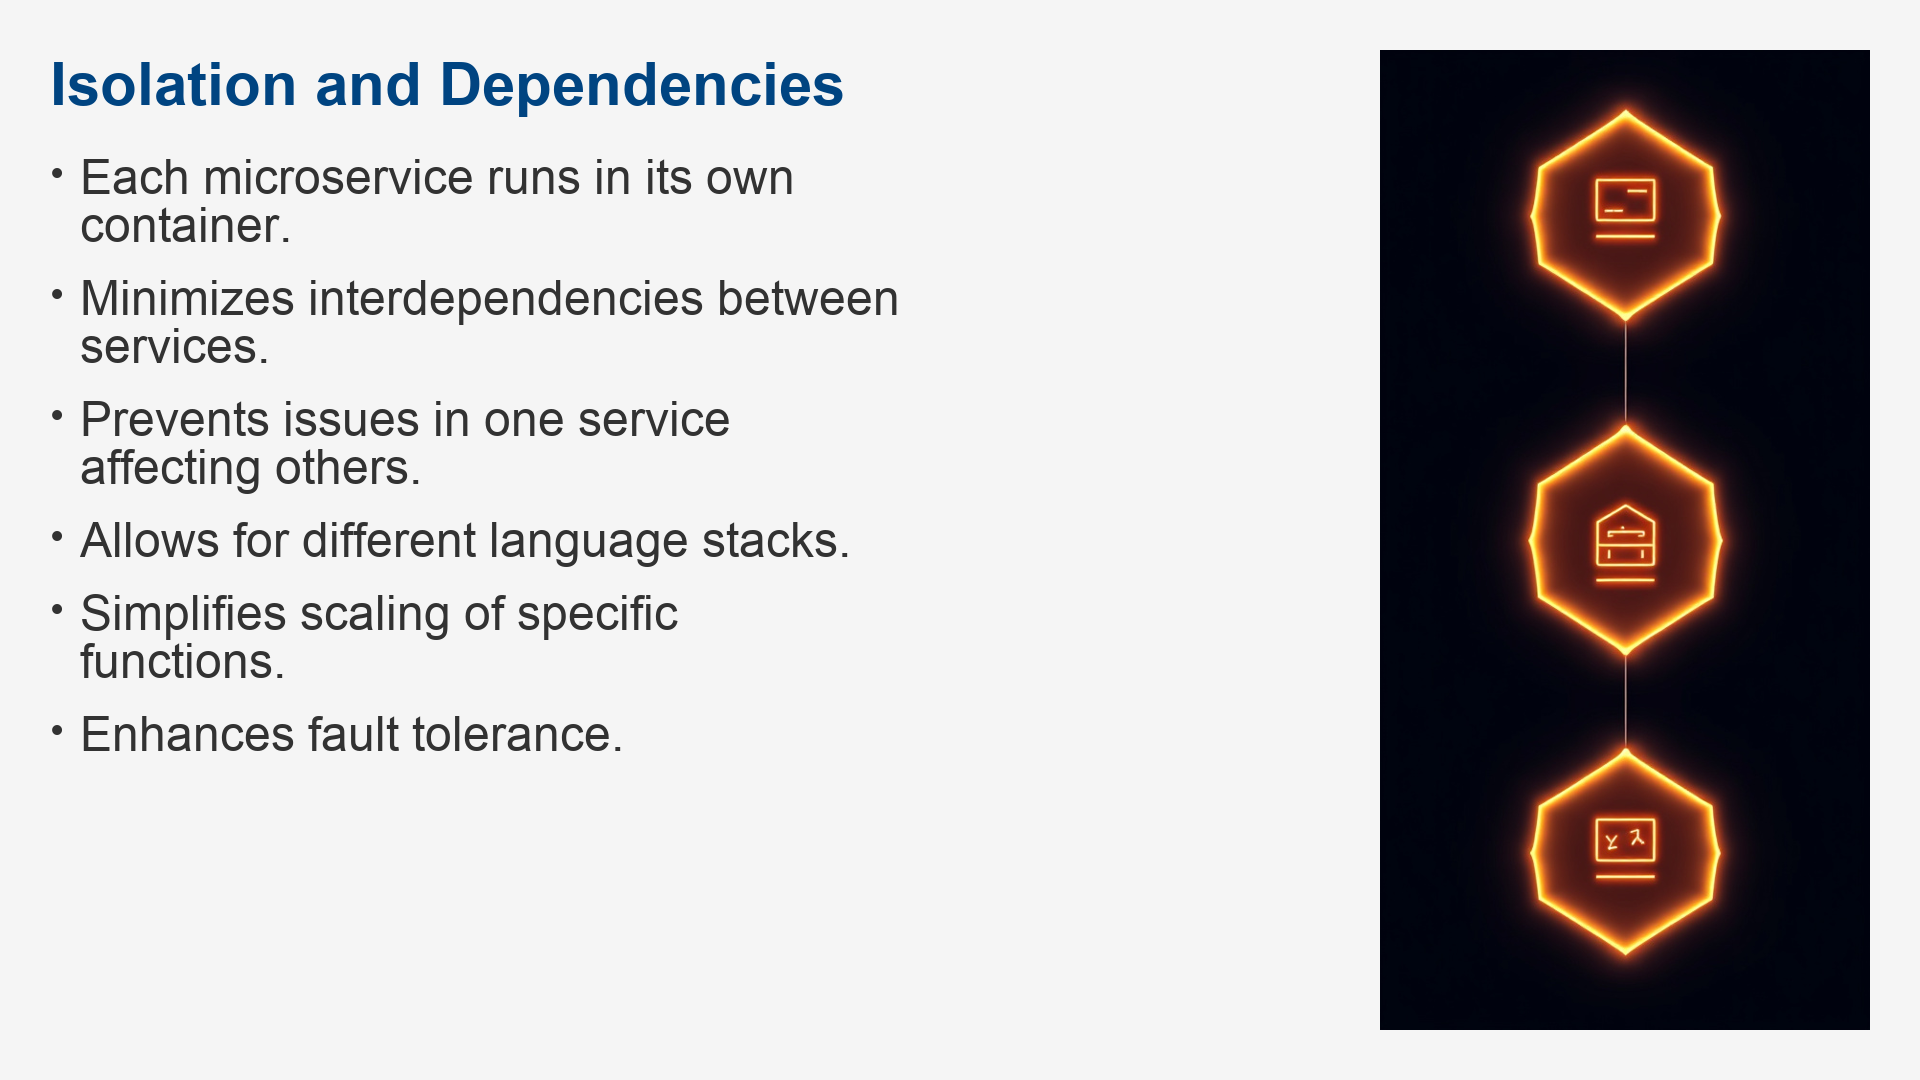 Isolation and Dependencies
• Each microservice runs in its own
container.
• Minimizes interdependencies between
services.
• Prevents issues in one service
affecting others.
• Allows for different language stacks.
• Simplifies scaling of specific
functions.
• Enhances fault tolerance.